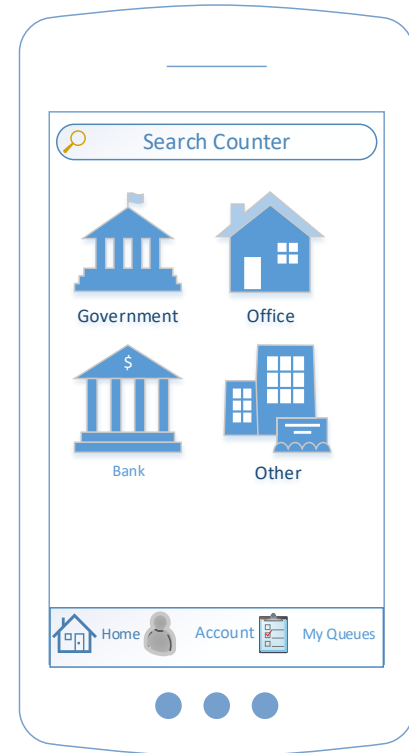 Search Counter
Government Office
$
Bank
Other
Home Account My Queues